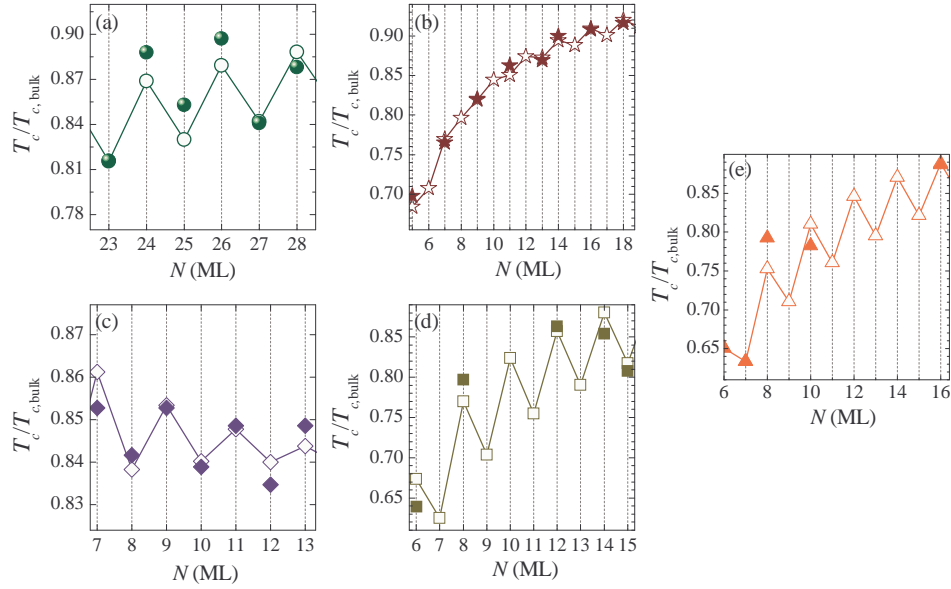 (a)
T_c/T_{c, bulk}
0.90
0.87
0.84
0.81
0.78
23 24 25 26 27 28
N (ML)
(b)
T_c/T_{c, bulk}
0.90
0.85
0.80
0.75
0.70
6 8 10 12 14 16 18
N (ML)
(c)
T_c/T_{c,bulk}
0.87
0.86
0.85
0.84
0.83
7 8 9 10 11 12 13
N (ML)
(d)
T_c/T_{c,bulk}
0.85
0.80
0.75
0.70
0.65
6 7 8 9 10 11 12 13 14 15
N (ML)
(e)
T_c/T_{c,bulk}
0.85
0.80
0.75
0.70
0.65
6 8 10 12 14 16
N (ML)